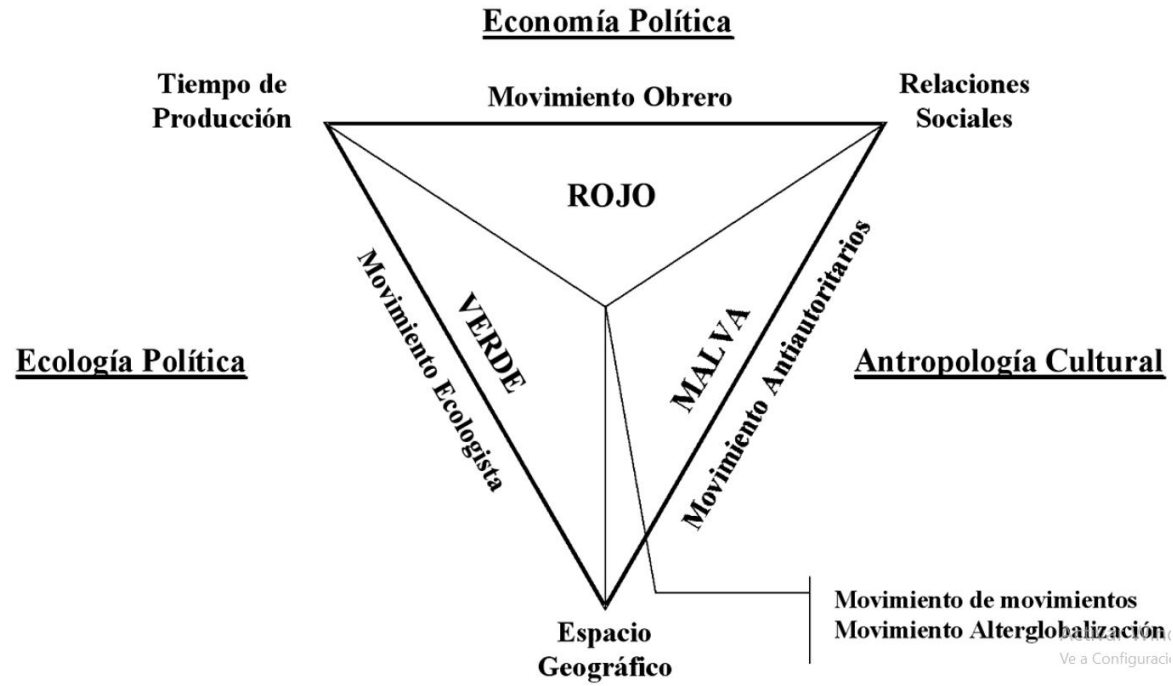 Economía Política
Tiempo de
Producción
Movimiento Obrero
Relaciones
Sociales
ROJO
VERDE
Movimiento Ecologista
MALVA
Movimiento Antiautoritarios
Ecología Política
Antropología Cultural
Espacio
Geográfico
Movimiento de movimientos
Movimiento Alterglobalización
Ve a